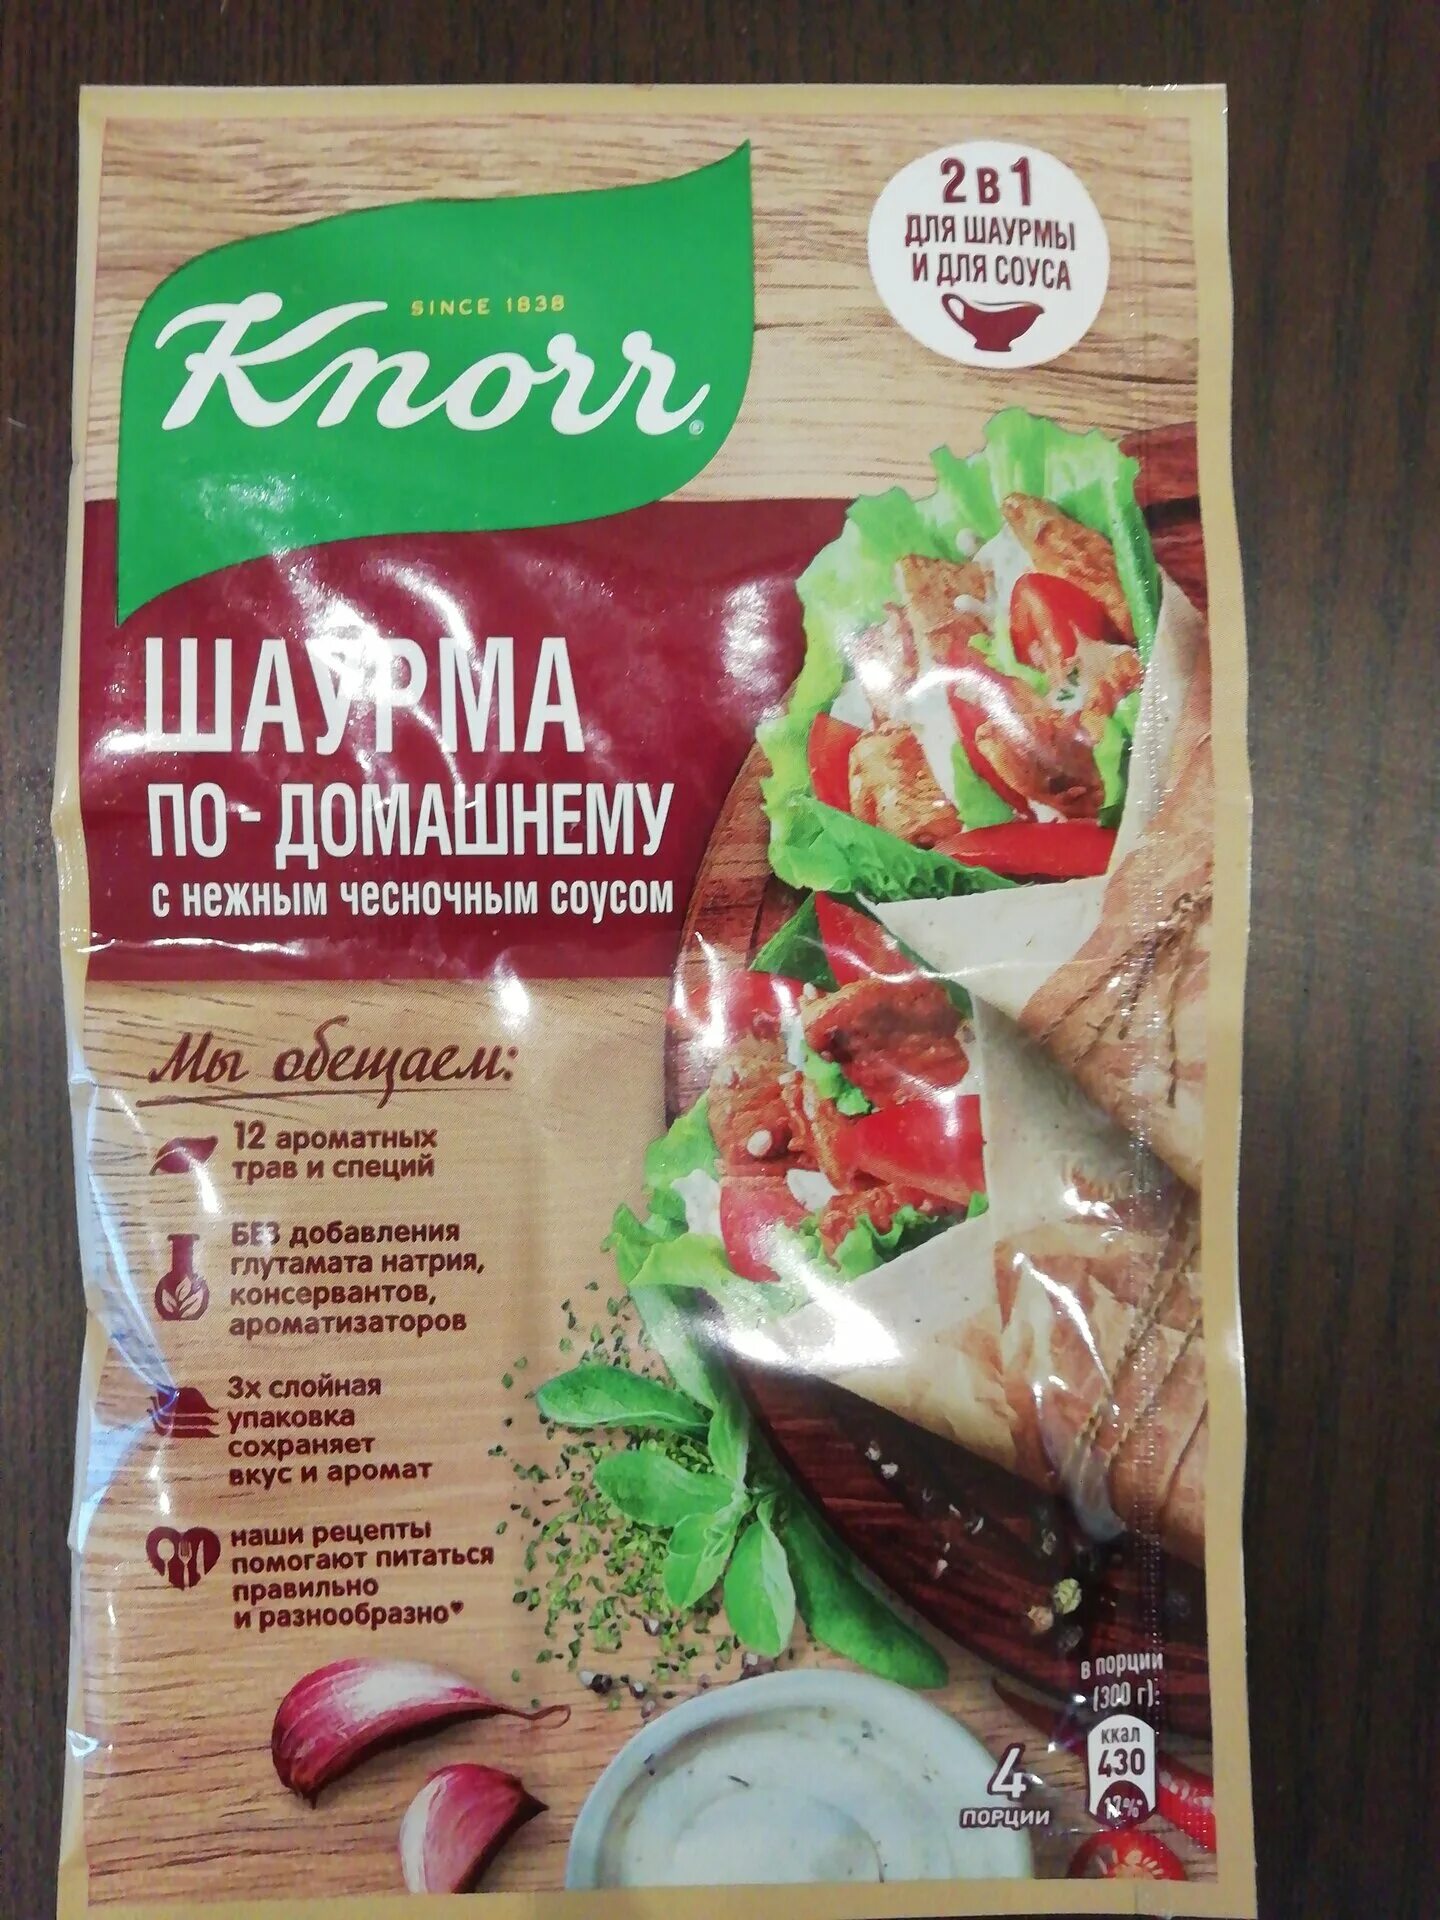 2 в 1
ДЛЯ ШАУРМЫ
И ДЛЯ СОУСА
SINCE 1838
Knorr®
ШАУРМА
ПО-ДОМАШНЕМУ
С НЕЖНЫМ ЧЕСНОЧНЫМ СОУСОМ
Мы обещаем:
12 ароматных
трав и специй
БЕЗ добавления
глутамата натрия,
консервантов,
ароматизаторов
3х слойная
упаковка
сохраняет
вкус и аромат
наши рецепты
помогают питаться
правильно
и разнообразно♥
в порции
(300 г):
ккал
430
4
ПОРЦИИ